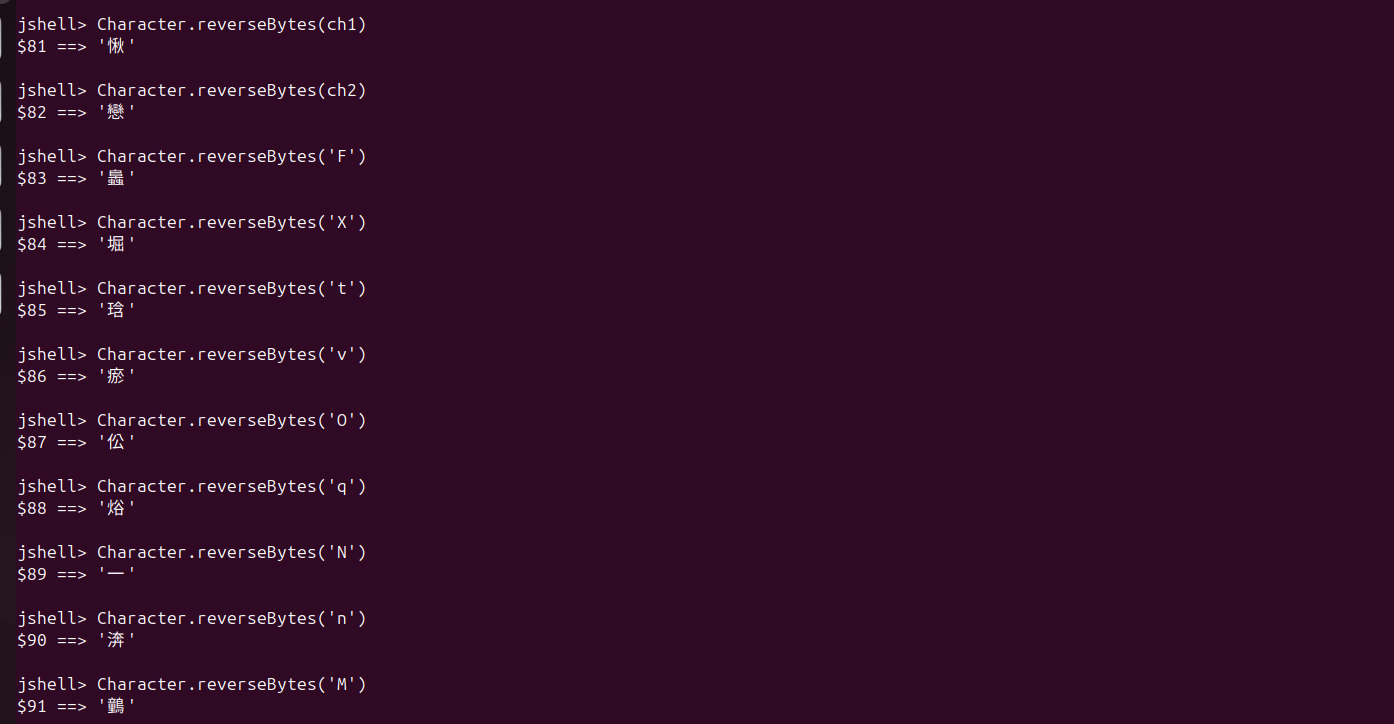 jshell> Character.reverseBytes(ch1)
$81 ==> '愀'
jshell> Character.reverseBytes(ch2)
$82 ==> '戀'
jshell> Character.reverseBytes('F')
$83 ==> '䘀'
jshell> Character.reverseBytes('X')
$84 ==> '堀'
jshell> Character.reverseBytes('t')
$85 ==> '琀'
jshell> Character.reverseBytes('v')
$86 ==> '瘀'
jshell> Character.reverseBytes('O')
$87 ==> '伀'
jshell> Character.reverseBytes('q')
$88 ==> '焀'
jshell> Character.reverseBytes('N')
$89 ==> '一'
jshell> Character.reverseBytes('n')
$90 ==> '渀'
jshell> Character.reverseBytes('M')
$91 ==> '䴀'